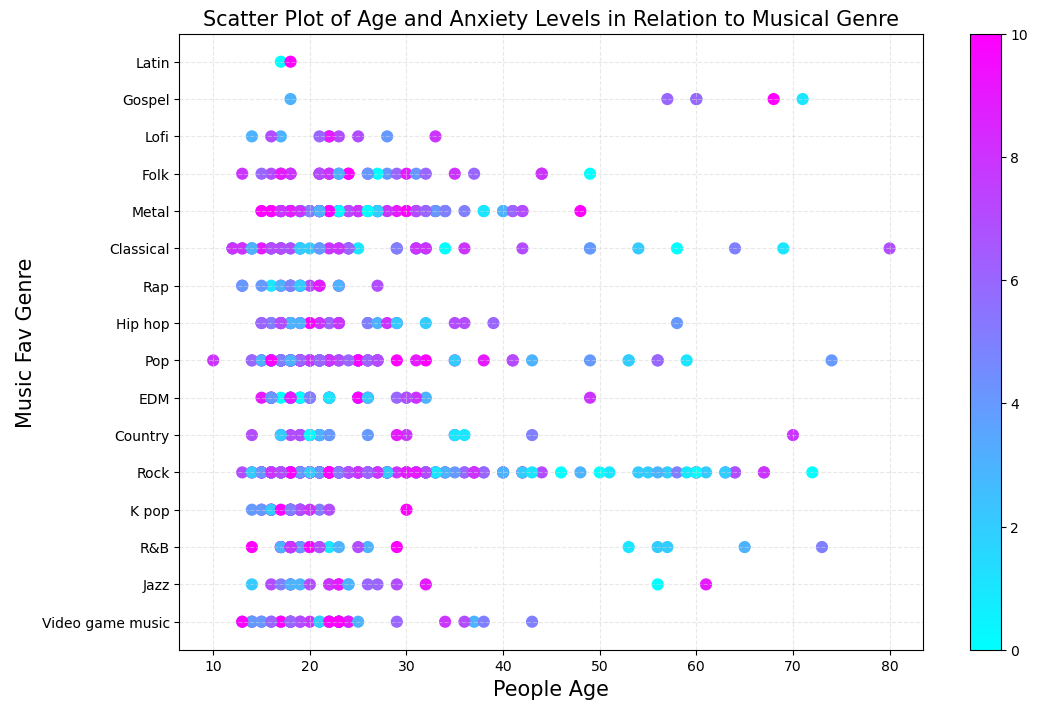 Scatter Plot of Age and Anxiety Levels in Relation to Musical Genre
Music Fav Genre
Latin
Gospel
Lofi
Folk
Metal
Classical
Rap
Hip hop
Pop
EDM
Country
Rock
K pop
R&B
Jazz
Video game music
10 20 30 40 50 60 70 80
People Age
10
8
6
4
2
0